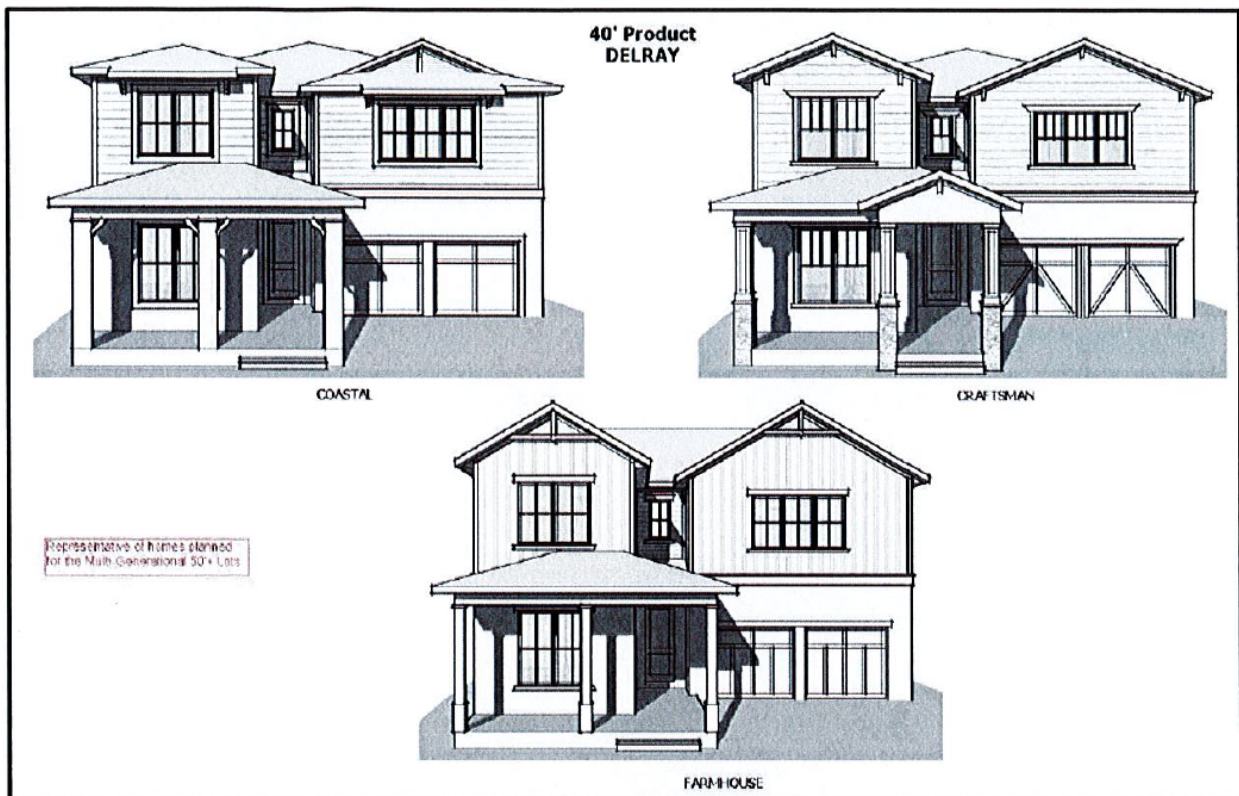 40' Product
DELRAY
COASTAL
CRAFTSMAN
Representative of homes planned
for the Multi Generational 50'+ Lots
FARMHOUSE